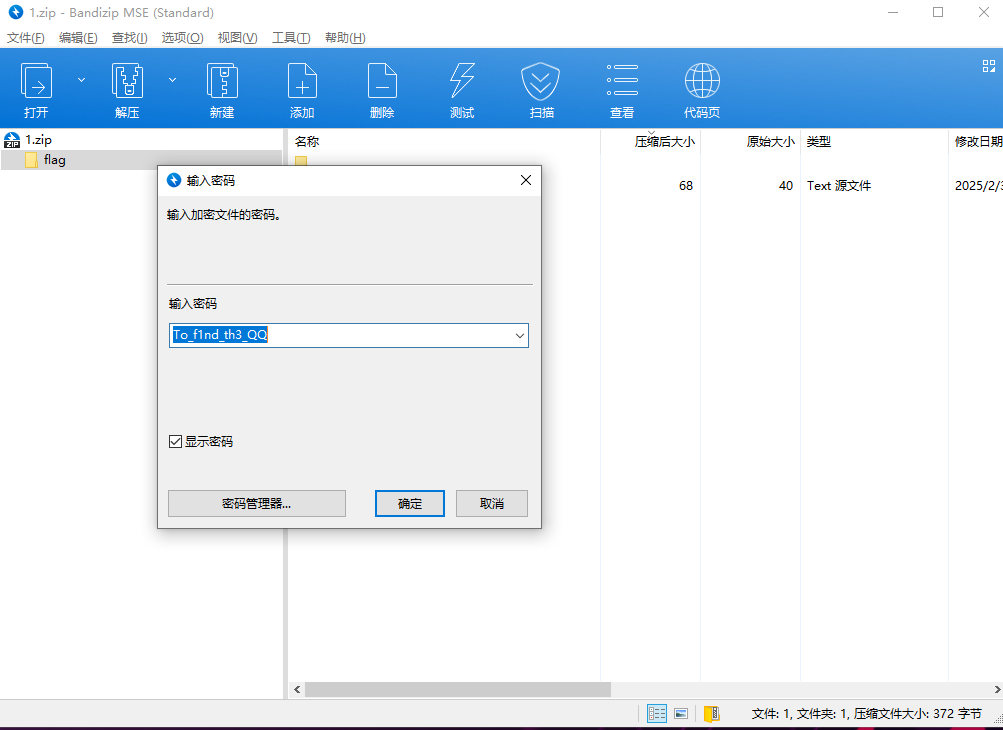 1.zip - Bandizip MSE (Standard)
文件(F) 编辑(E) 查找(I) 选项(O) 视图(V) 工具(T) 帮助(H)
打开 解压 新建 添加 删除 测试 扫描 查看 代码页
1.zip
flag
名称 压缩后大小 原始大小 类型 修改日期
68 40 Text 源文件 2025/2/3
输入密码
输入加密文件的密码。
输入密码
To_f1nd_th3_QQ
显示密码
密码管理器... 确定 取消
文件: 1, 文件夹: 1, 压缩文件大小: 372 字节